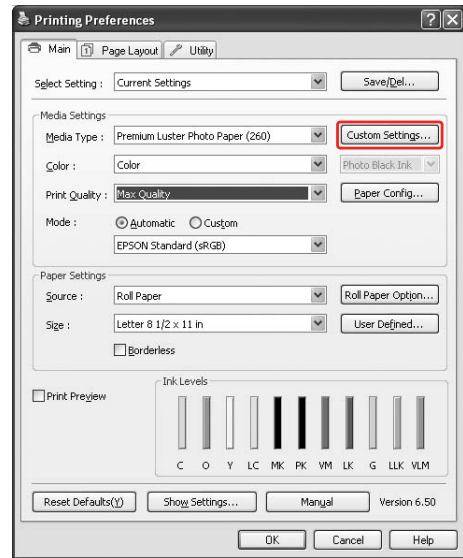 Printing Preferences
Main Page Layout Utility
Select Setting : Current Settings Save/Del...
Media Settings
Media Type : Premium Luster Photo Paper (260) Custom Settings...
Color : Color Photo Black Ink
Print Quality : Max Quality Paper Config...
Mode : Automatic Custom
EPSON Standard (sRGB)
Paper Settings
Source : Roll Paper Roll Paper Option...
Size : Letter 8 1/2 x 11 in User Defined...
Borderless
Print Preview Ink Levels
C O Y LC MK PK VM LK G LLK VLM
Reset Defaults(Y) Show Settings... Manual Version 6.50
OK Cancel Help